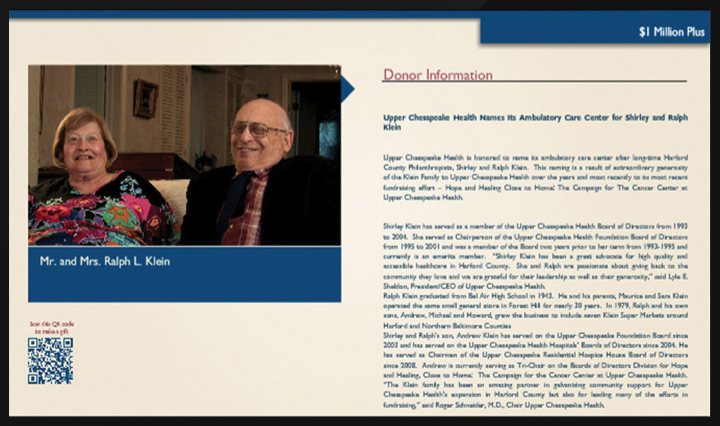 $1 Million Plus
Donor Information
Upper Chesapeake Health Names Its Ambulatory Care Center for Shirley and Ralph
Klein
Upper Chesapeake Health is honored to name its ambulatory care center after long-time Harford
County Philanthropists, Shirley and Ralph Klein. This naming is a result of extraordinary generosity
of the Klein Family to Upper Chesapeake Health over the years and most recently to its most recent
fundraising effort – Hope and Healing Close to Home: The Campaign for The Cancer Center at
Upper Chesapeake Health.
Shirley Klein has served as a member of the Upper Chesapeake Health Board of Directors from 1993
to 2004. She served as Chairperson of the Upper Chesapeake Health Foundation Board of Directors
from 1995 to 2001 and was a member of the Board two years prior to her term from 1993-1995 and
currently is an emerita member. "Shirley Klein has been a great advocate for high quality and
accessible healthcare in Harford County. She and Ralph are passionate about giving back to the
community they love and we are grateful for their leadership as well as their generosity," said Lyle E.
Sheldon, President/CEO of Upper Chesapeake Health.
Ralph Klein graduated from Bel Air High School in 1943. He and his parents, Maurice and Sara Klein
operated the same small general store in Forest Hill for nearly 30 years. In 1979, Ralph and his own
sons, Andrew, Michael and Howard, grew the business to include seven Klein Super Markets around
Harford and Northern Baltimore Counties
Shirley and Ralph's son, Andrew Klein has served on the Upper Chesapeake Foundation Board since
2003 and has served on the Upper Chesapeake Health Hospitals' Boards of Directors since 2004. He
has served as Chairman of the Upper Chesapeake Residential Hospice House Board of Directors
since 2008. Andrew is currently serving as Tri-Chair on the Boards of Directors Division for Hope
and Healing, Close to Home: The Campaign for the Cancer Center at Upper Chesapeake Health.
"The Klein family has been an amazing partner in galvanizing community support for Upper
Chesapeake Health's expansion in Harford County but also for leading many of the efforts in
fundraising," said Roger Schneider, M.D., Chair Upper Chesapeake Health.
Mr. and Mrs. Ralph L. Klein
Scan this QR code
to make a gift.